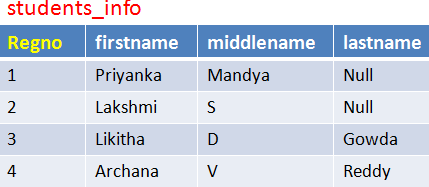 students_info
Regno firstname middlename lastname
1 Priyanka Mandya Null
2 Lakshmi S Null
3 Likitha D Gowda
4 Archana V Reddy